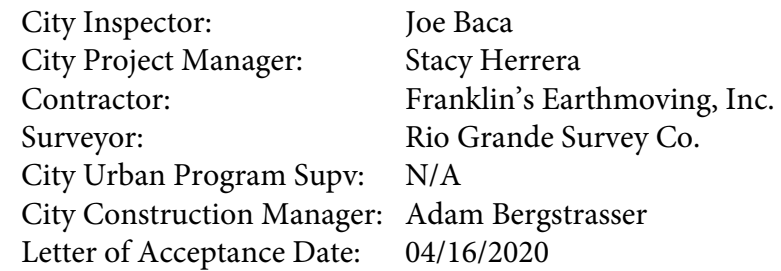 City Inspector: Joe Baca
City Project Manager: Stacy Herrera
Contractor: Franklin’s Earthmoving, Inc.
Surveyor: Rio Grande Survey Co.
City Urban Program Supv: N/A
City Construction Manager: Adam Bergstrasser
Letter of Acceptance Date: 04/16/2020